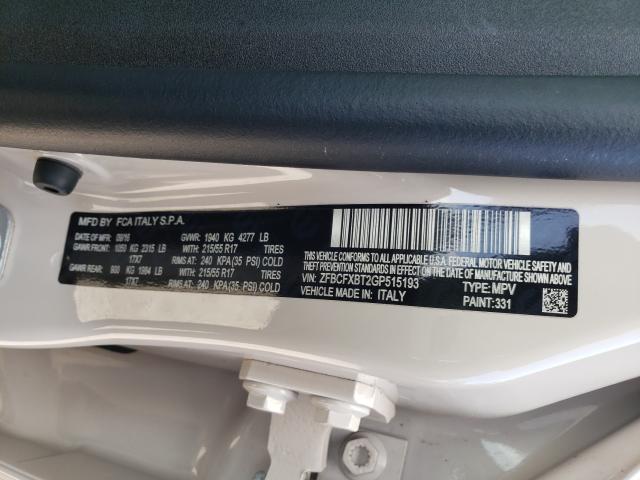 MFD BY FCA ITALY S.P.A.
DATE OF MFD: 09/16 GVWR: 1940 KG 4277 LB
GAWR FRONT: 1050 KG 2315 LB WITH: 215/55 R17 TIRES
17X7 RIMS AT: 240 KPA(35 PSI) COLD
GAWR REAR: 900 KG 1984 LB WITH: 215/55 R17 TIRES
17X7 RIMS AT: 240 KPA(35 PSI) COLD
THIS VEHICLE CONFORMS TO ALL APPLICABLE U.S.A. FEDERAL MOTOR VEHICLE SAFETY AND
THEFT PREVENTION STANDARDS IN EFFECT ON THE DATE OF MANUFACTURE SHOWN ABOVE
VIN: ZFBCFXBT2GP515193 TYPE: MPV
VEHICLE MADE IN: ITALY PAINT: 331